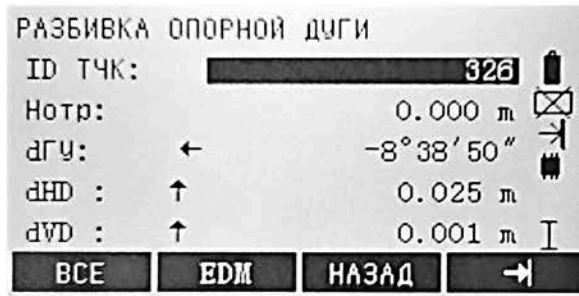 РАЗБИВКА ОПОРНОЙ ДУГИ
ID ТЧК: 326
Hотр: 0.000 m
dГУ: ← -8°38'50"
dHD : ↑ 0.025 m
dVD : ↑ 0.001 m
ВСЕ EDM НАЗАД →